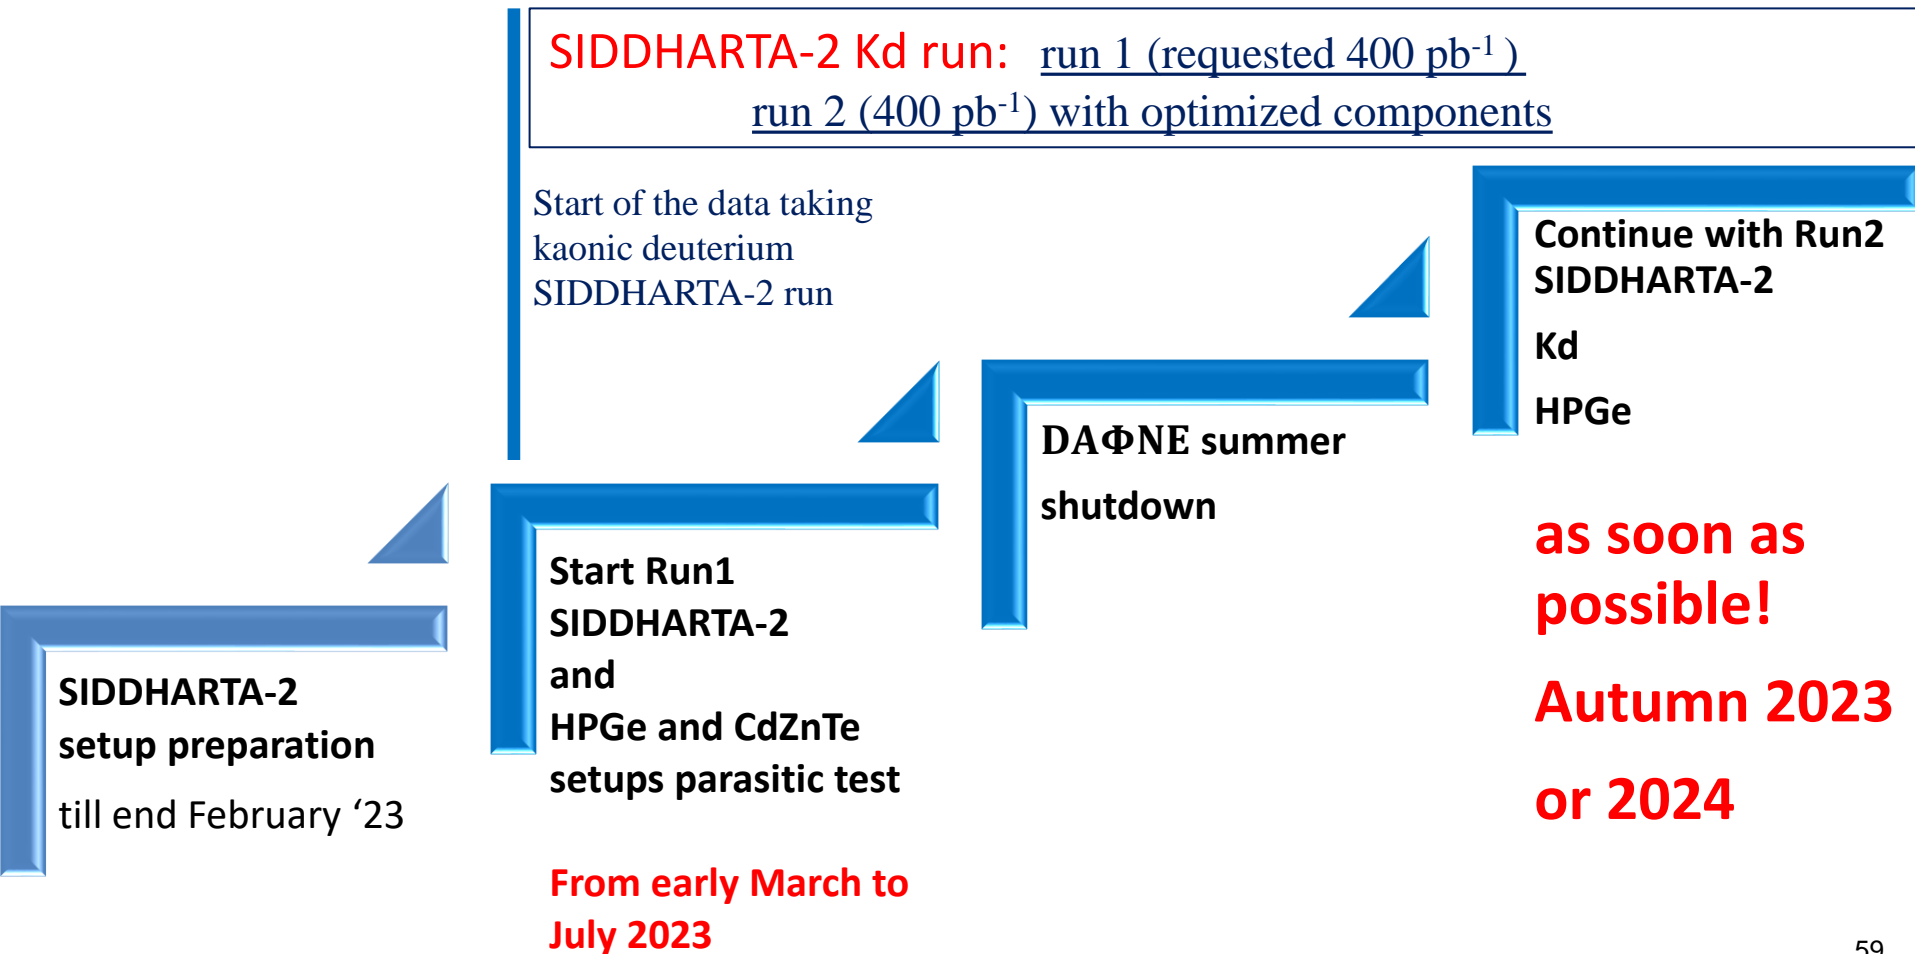 SIDDHARTA-2 Kd run: run 1 (requested 400 pb⁻¹ )
run 2 (400 pb⁻¹) with optimized components
Start of the data taking
kaonic deuterium
SIDDHARTA-2 run
SIDDHARTA-2
setup preparation
till end February ‘23
Start Run1
SIDDHARTA-2
and
HPGe and CdZnTe
setups parasitic test
From early March to
July 2023
DAΦNE summer
shutdown
Continue with Run2
SIDDHARTA-2
Kd
HPGe
as soon as
possible!
Autumn 2023
or 2024
59